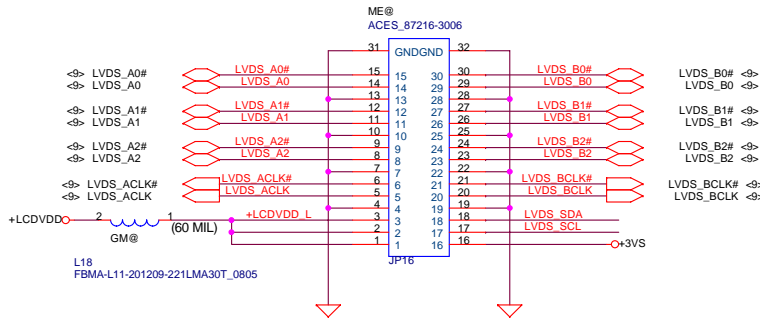 ME@
ACES_87216-3006
31 GNDGND 32
<9> LVDS_A0# LVDS_A0# 15 15 30 30 LVDS_B0# LVDS_B0# <9>
<9> LVDS_A0 LVDS_A0 14 14 29 29 LVDS_B0 LVDS_B0 <9>
13 13 28 28
<9> LVDS_A1# LVDS_A1# 12 12 27 27 LVDS_B1# LVDS_B1# <9>
<9> LVDS_A1 LVDS_A1 11 11 26 26 LVDS_B1 LVDS_B1 <9>
10 10 25 25
<9> LVDS_A2# LVDS_A2# 9 9 24 24 LVDS_B2# LVDS_B2# <9>
<9> LVDS_A2 LVDS_A2 8 8 23 23 LVDS_B2 LVDS_B2 <9>
7 7 22 22
<9> LVDS_ACLK# LVDS_ACLK# 6 6 21 21 LVDS_BCLK# LVDS_BCLK# <9>
<9> LVDS_ACLK LVDS_ACLK 5 5 20 20 LVDS_BCLK LVDS_BCLK <9>
4 4 19 19
+LCDVDD 2 1 +LCDVDD_L 3 3 18 18 LVDS_SDA
GM@ (60 MIL) 2 2 17 17 LVDS_SCL
1 1 16 16 +3VS
L18 JP16
FBMA-L11-201209-221LMA30T_0805